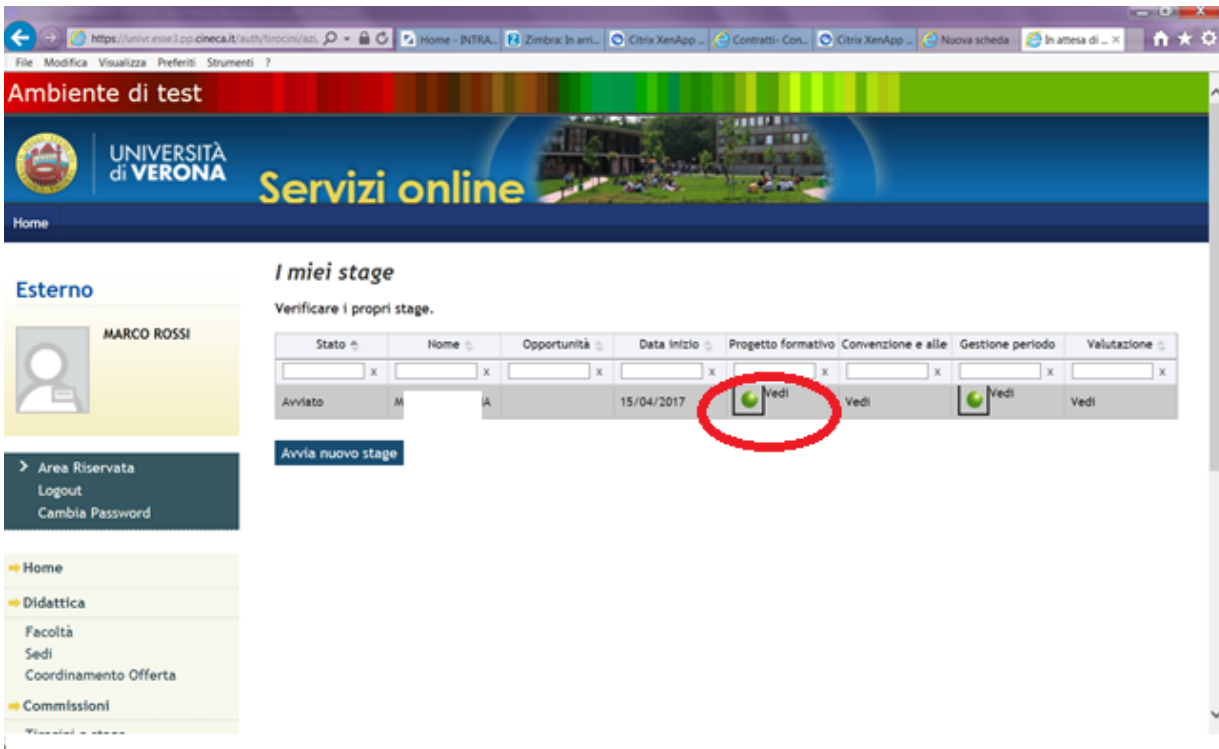 https://univr.esse3.pp.cineca.it/auth/tirocini/azi. Home - INTRA... Zimbra: In arri... Citrix XenApp ... Contratti- Con... Citrix XenApp ... Nuova scheda In attesa di ... ×
File Modifica Visualizza Preferiti Strumenti ?
Ambiente di test
UNIVERSITÀ
di VERONA
Servizi online
Home
Esterno
MARCO ROSSI
> Area Riservata
Logout
Cambia Password
Home
Didattica
Facoltà
Sedi
Coordinamento Offerta
Commissioni
I miei stage
Verificare i propri stage.
Stato Nome Opportunità Data inizio Progetto formativo Convenzione e alle Gestione periodo Valutazione
x x x x x x x x
Avviato M IA 15/04/2017 Vedi Vedi Vedi Vedi
Avvia nuovo stage